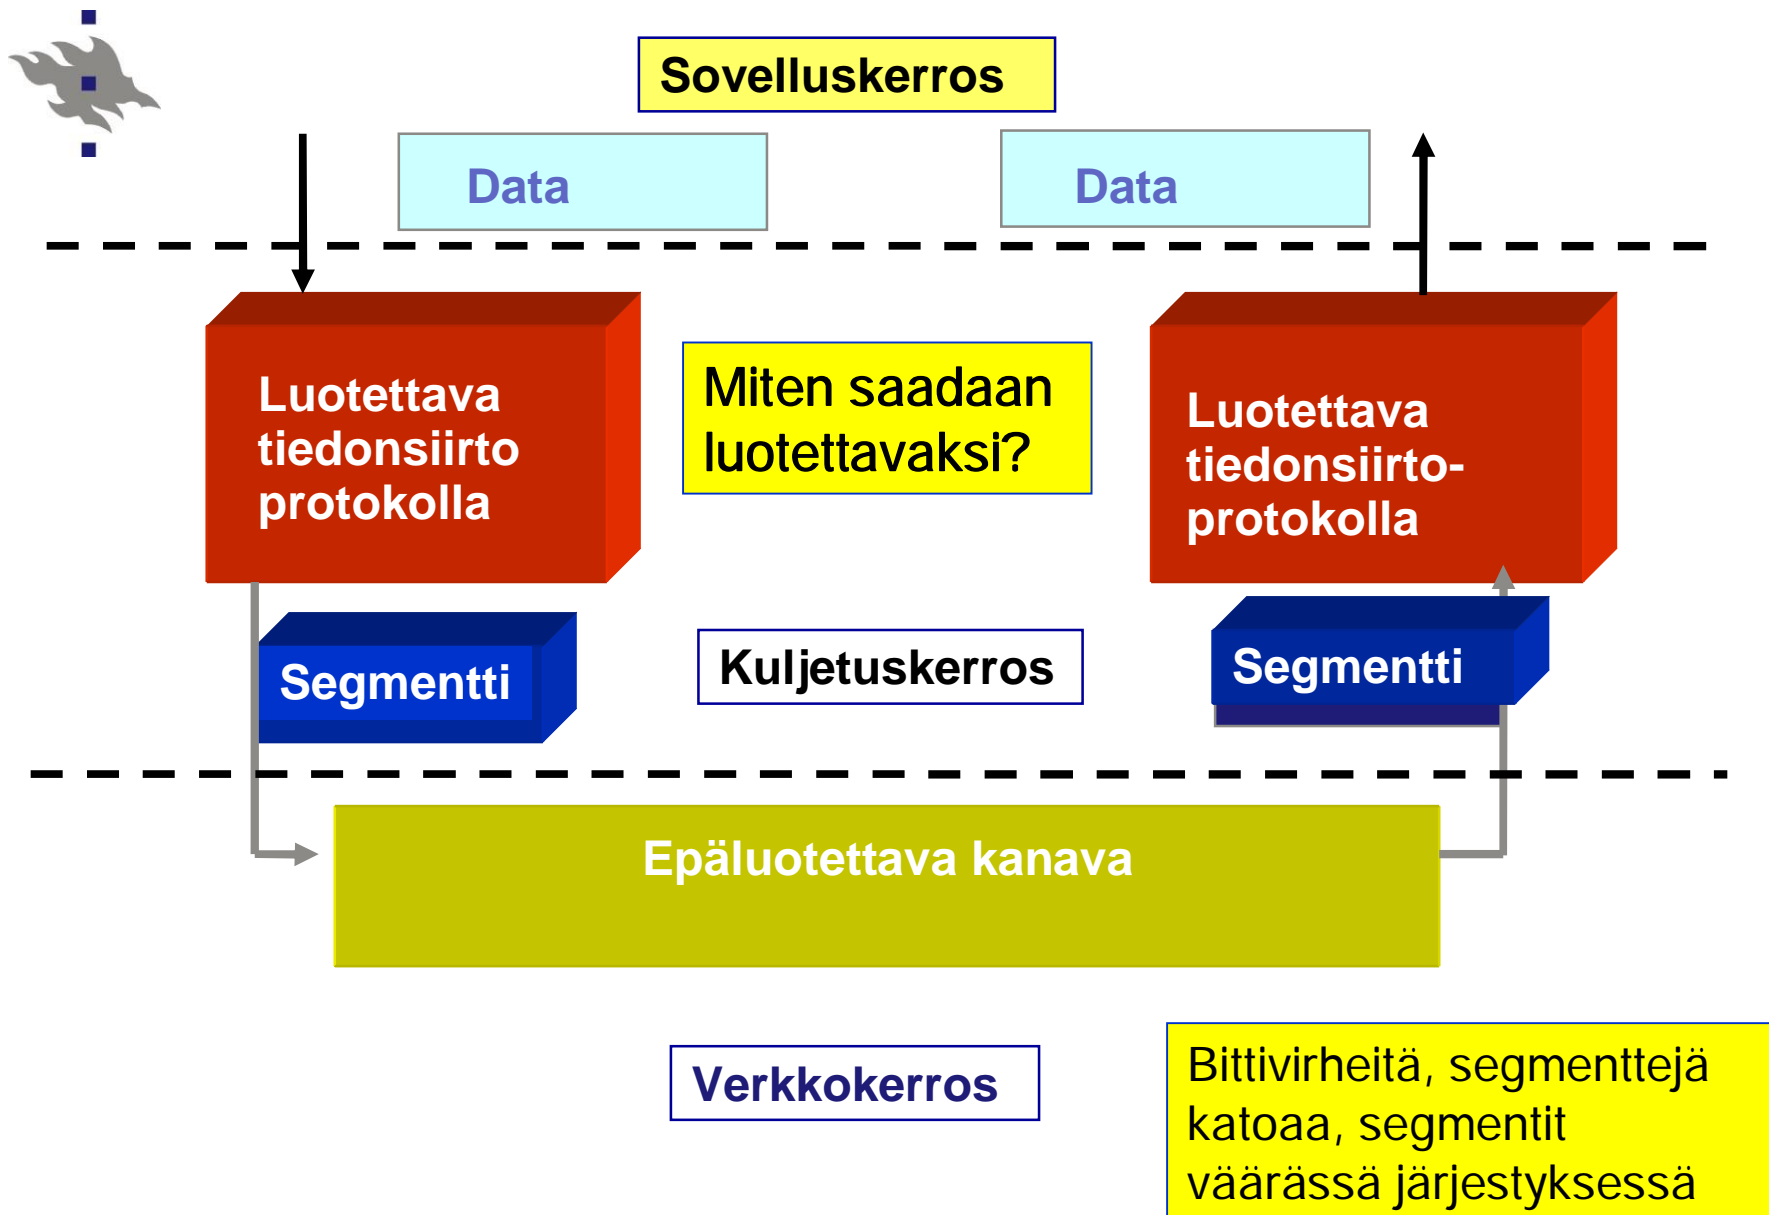 Sovelluskerros
Data
Data
Luotettava
tiedonsiirto
protokolla
Miten saadaan
luotettavaksi?
Luotettava
tiedonsiirto-
protokolla
Segmentti
Kuljetuskerros
Segmentti
Epäluotettava kanava
Verkkokerros
Bittivirheitä, segmenttejä
katoaa, segmentit
väärässä järjestyksessä